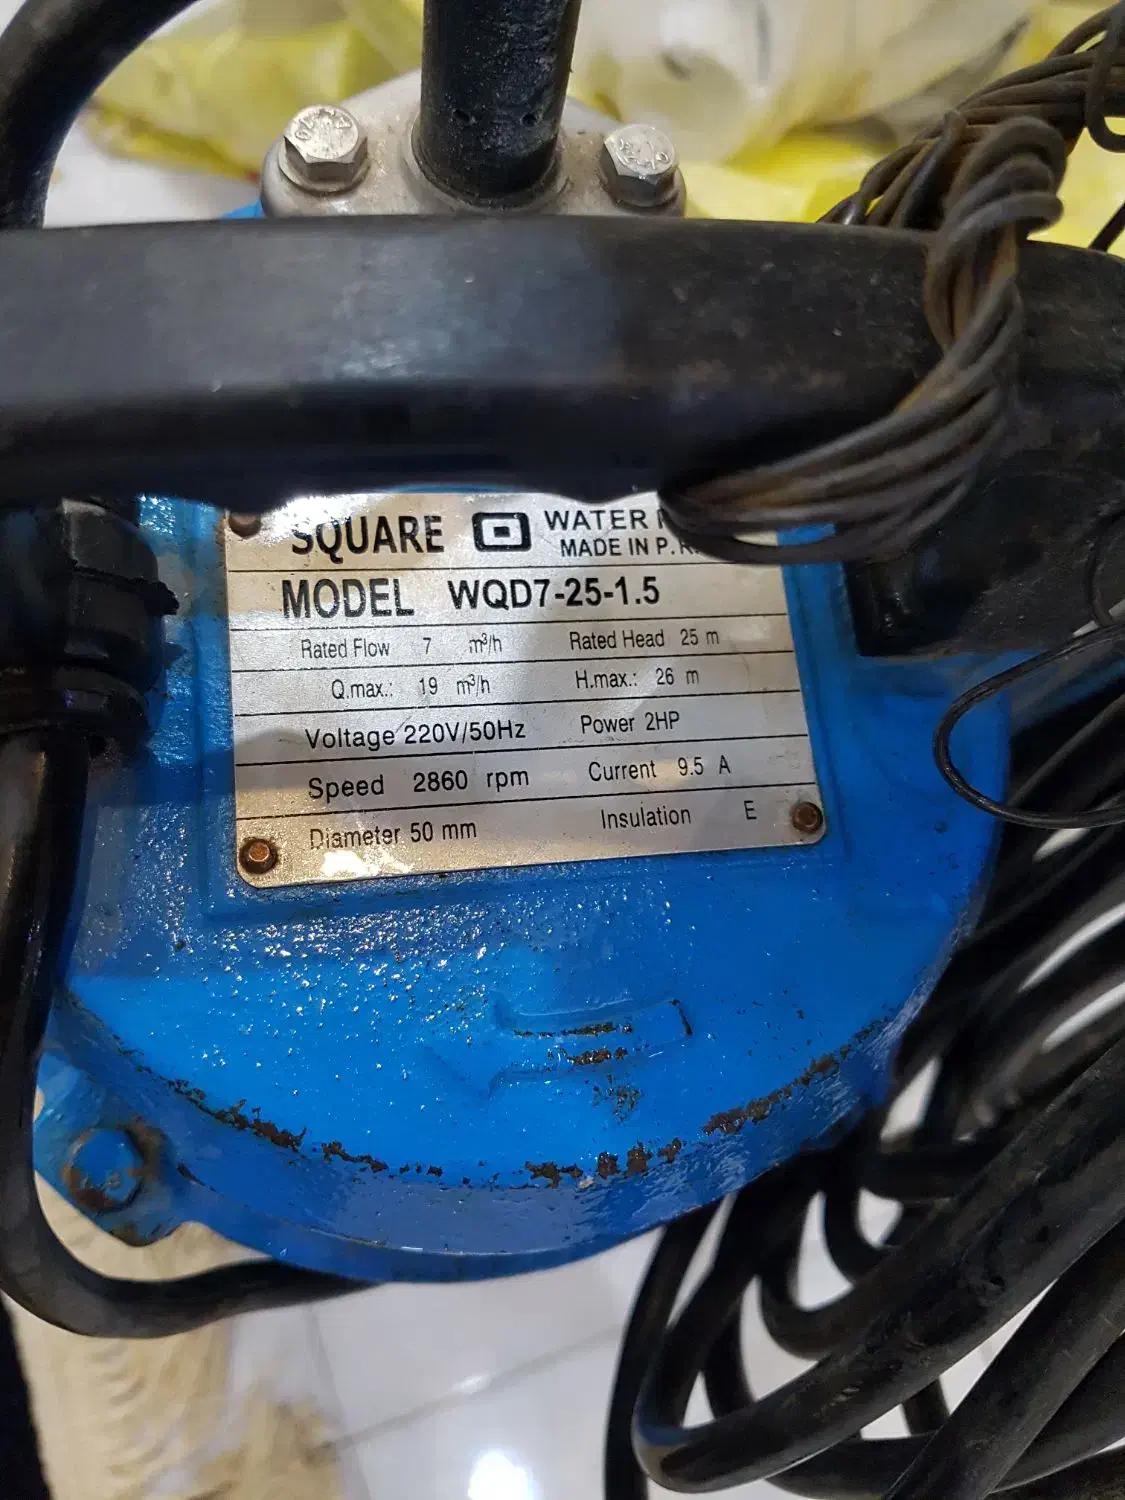 SQUARE WATER
MADE IN P.R.
MODEL WQD7-25-1.5
Rated Flow 7 m³/h Rated Head 25 m
Q.max.: 19 m³/h H.max.: 26 m
Voltage 220V/50Hz Power 2HP
Speed 2860 rpm Current 9.5 A
Diameter 50 mm Insulation E